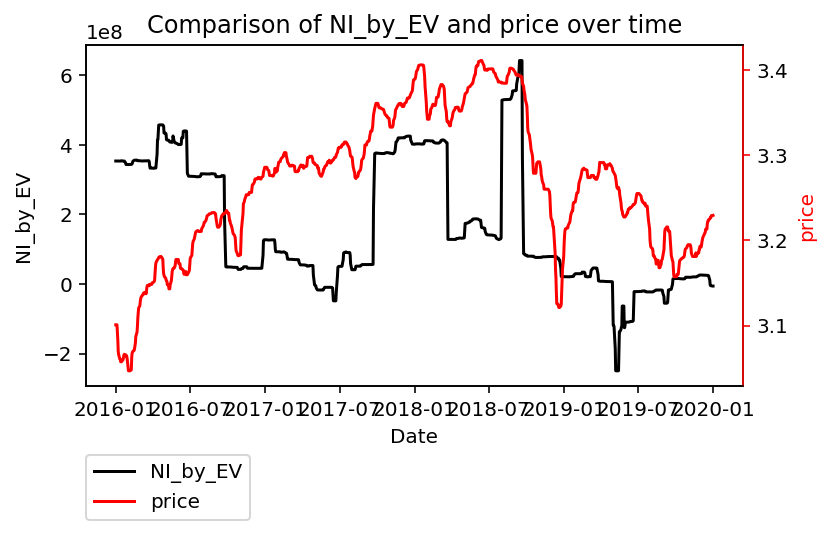 Comparison of NI_by_EV and price over time
1e8
6
4
2
0
−2
NI_by_EV
3.4
3.3
3.2
3.1
price
2016-01 2016-07 2017-01 2017-07 2018-01 2018-07 2019-01 2019-07 2020-01
Date
NI_by_EV
price